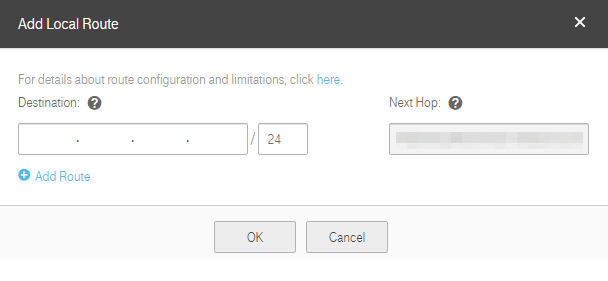 Add Local Route
For details about route configuration and limitations, click here.
Destination: ?
Next Hop: ?
. . . / 24
Add Route
OK
Cancel